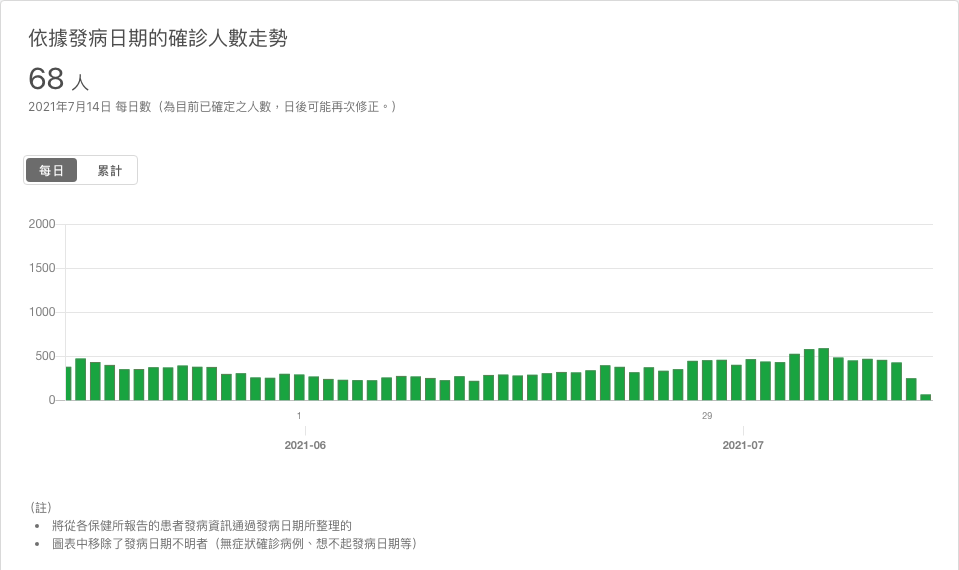 依據發病日期的確診人數走勢
68 人
2021年7月14日 每日數（為目前已確定之人數，日後可能再次修正。）
每日 累計
2000
1500
1000
500
0
1 29
2021-06 2021-07
（註）
• 將從各保健所報告的患者發病資訊通過發病日期所整理的
• 圖表中移除了發病日期不明者（無症狀確診病例、想不起發病日期等）